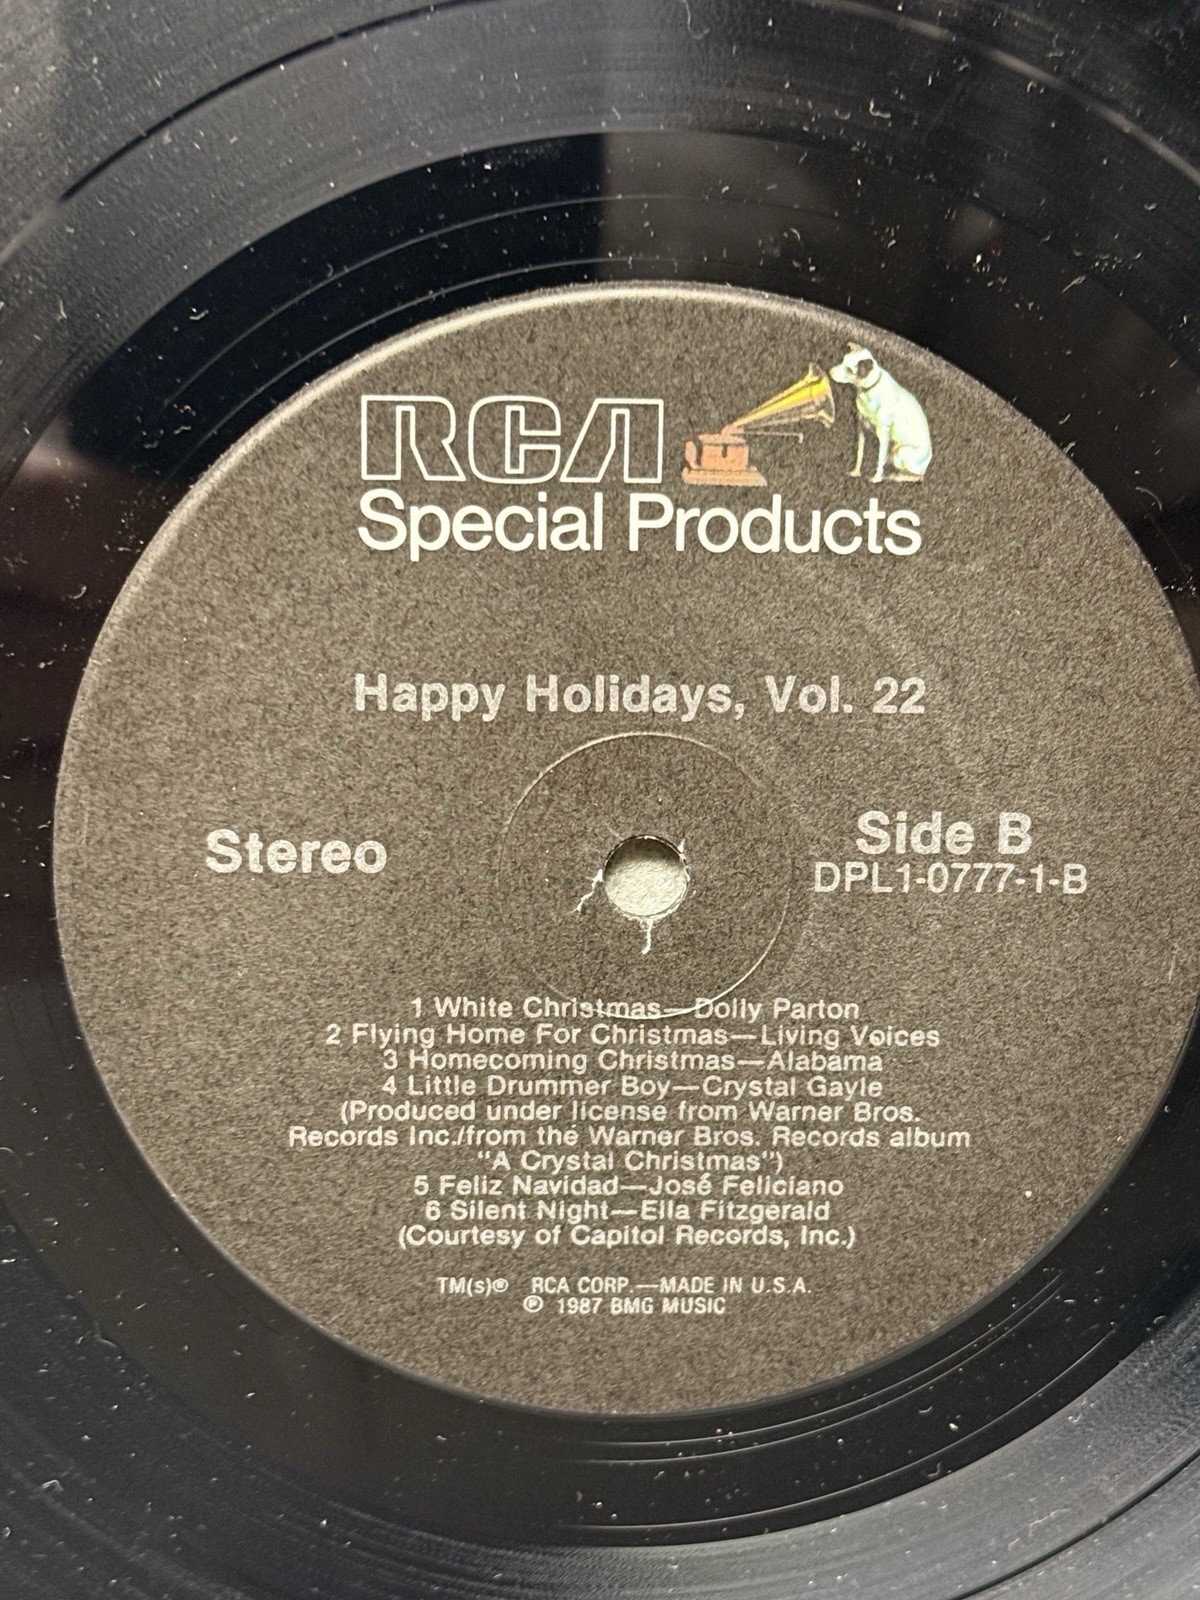 RCA
Special Products
Happy Holidays, Vol. 22
Stereo
Side B
DPL1-0777-1-B
1 White Christmas—Dolly Parton
2 Flying Home For Christmas—Living Voices
3 Homecoming Christmas—Alabama
4 Little Drummer Boy—Crystal Gayle
(Produced under license from Warner Bros.
Records Inc./from the Warner Bros. Records album
"A Crystal Christmas")
5 Feliz Navidad—José Feliciano
6 Silent Night—Ella Fitzgerald
(Courtesy of Capitol Records, Inc.)
TM(s)® RCA CORP.—MADE IN U.S.A.
℗ 1987 BMG MUSIC